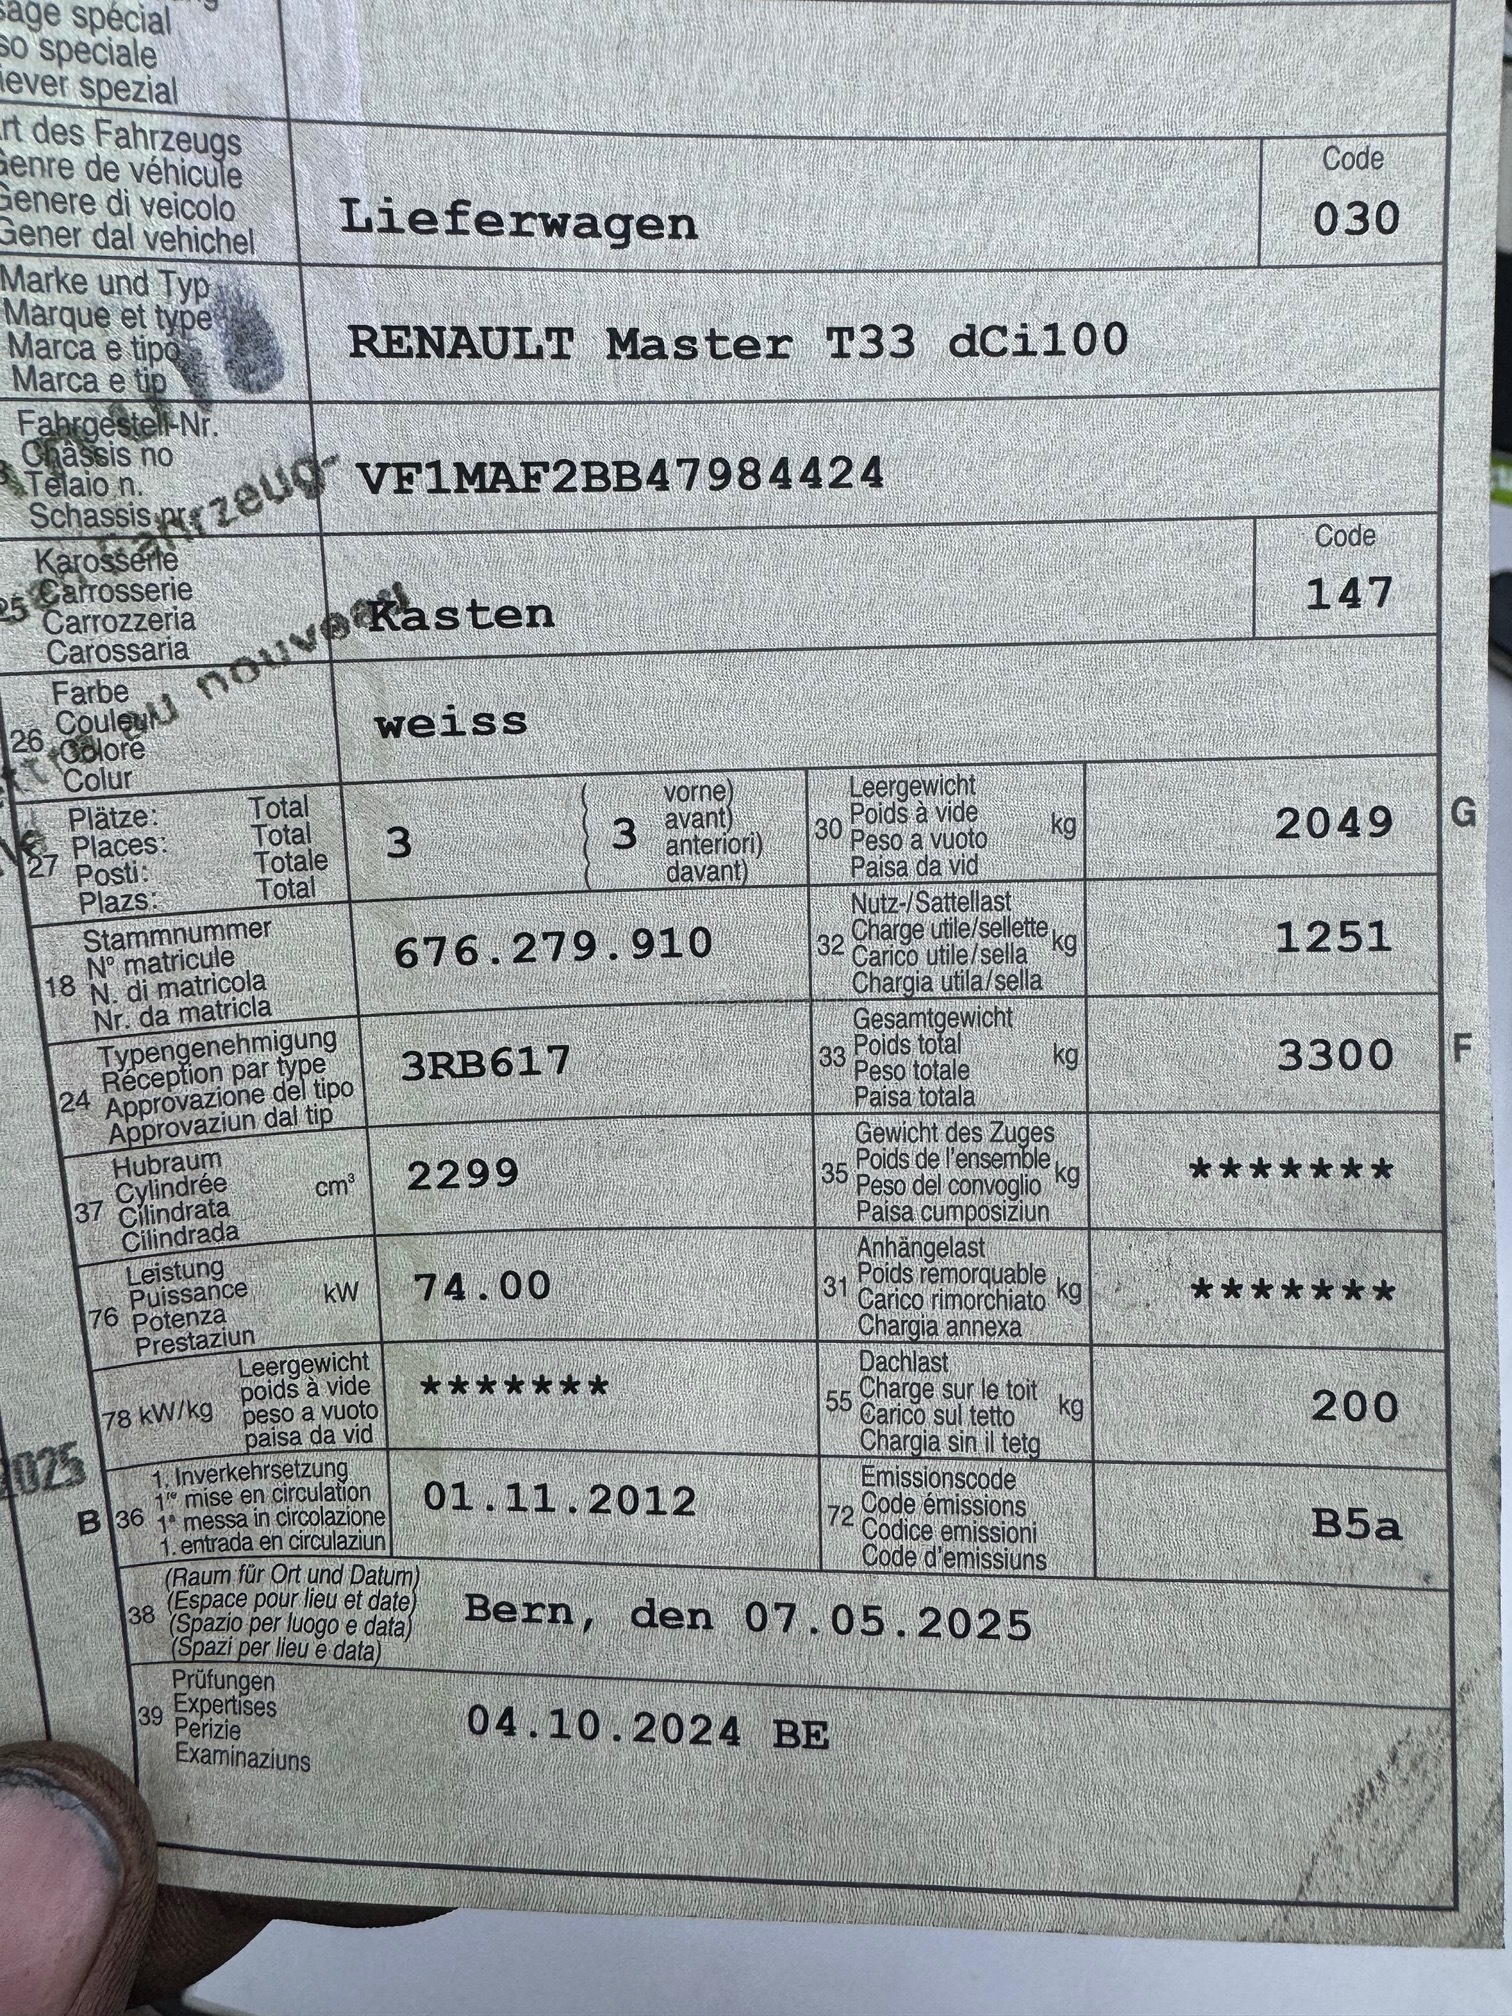 spécial
so speciale
iever spezial
rt des Fahrzeugs
Genre de véhicule
Genere di veicolo
Gener dal vehichel
Lieferwagen
Code
030
Marke und Typ
Marque et type
Marca e tipo
Marca e tip
RENAULT Master T33 dCi100
Fahrgestell-Nr.
Châssis no
Telaio n.
Schassis nr.
VF1MAF2BB47984424
Fahrzeug-
25
Karosserie
Carrosserie
Carrozzeria
Carossaria
Kasten
Code
147
au nouveau
26
Farbe
Couleur
Colore
Colur
weiss
27
Plätze: Total
Places: Total
Posti: Totale
Plazs: Total
3
3
vorne)
avant)
anteriori)
davant)
30
Leergewicht
Poids à vide
Peso a vuoto
Paisa da vid
kg
2049
G
18
Stammnummer
N° matricule
N. di matricola
Nr. da matricla
676.279.910
32
Nutz-/Sattellast
Charge utile/sellette
Carico utile/sella
Chargia utila/sella
kg
1251
24
Typengenehmigung
Réception par type
Approvazione del tipo
Approvaziun dal tip
3RB617
33
Gesamtgewicht
Poids total
Peso totale
Paisa totala
kg
3300
F
37
Hubraum
Cylindrée
Cilindrata
Cilindrada
cm³
2299
35
Gewicht des Zuges
Poids de l'ensemble
Peso del convoglio
Paisa cumposiziun
kg
*******
76
Leistung
Puissance
Potenza
Prestaziun
kW
74.00
31
Anhängelast
Poids remorquable
Carico rimorchiato
Chargia annexa
kg
*******
78 kW/kg
Leergewicht
poids à vide
peso a vuoto
paisa da vid
*******
55
Dachlast
Charge sur le toit
Carico sul tetto
Chargia sin il tetg
kg
200
2025
B
36
1. Inverkehrsetzung
1re mise en circulation
1a messa in circolazione
1. entrada en circulaziun
01.11.2012
72
Emissionscode
Code émissions
Codice emissioni
Code d'emissiuns
B5a
38
(Raum für Ort und Datum)
(Espace pour lieu et date)
(Spazio per luogo e data)
(Spazi per lieu e data)
Bern, den 07.05.2025
39
Prüfungen
Expertises
Perizie
Examinaziuns
04.10.2024 BE